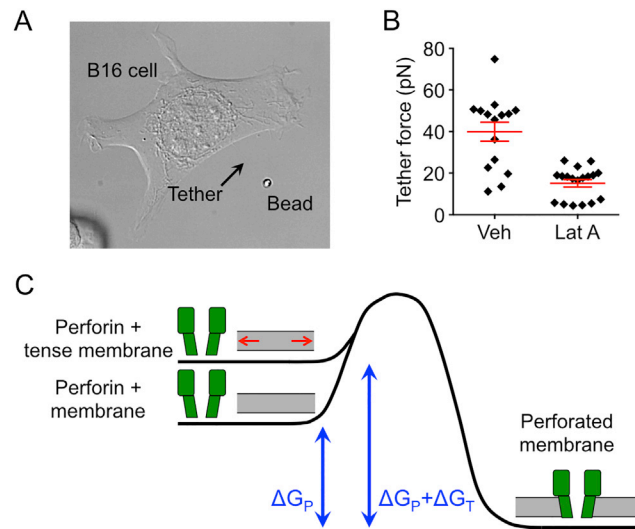 A
B16 cell
Tether
Bead
B
Tether force (pN)
80
60
40
20
0
Veh
Lat A
C
Perforin +
tense membrane
Perforin +
membrane
ΔG_P
ΔG_P+ΔG_T
Perforated
membrane